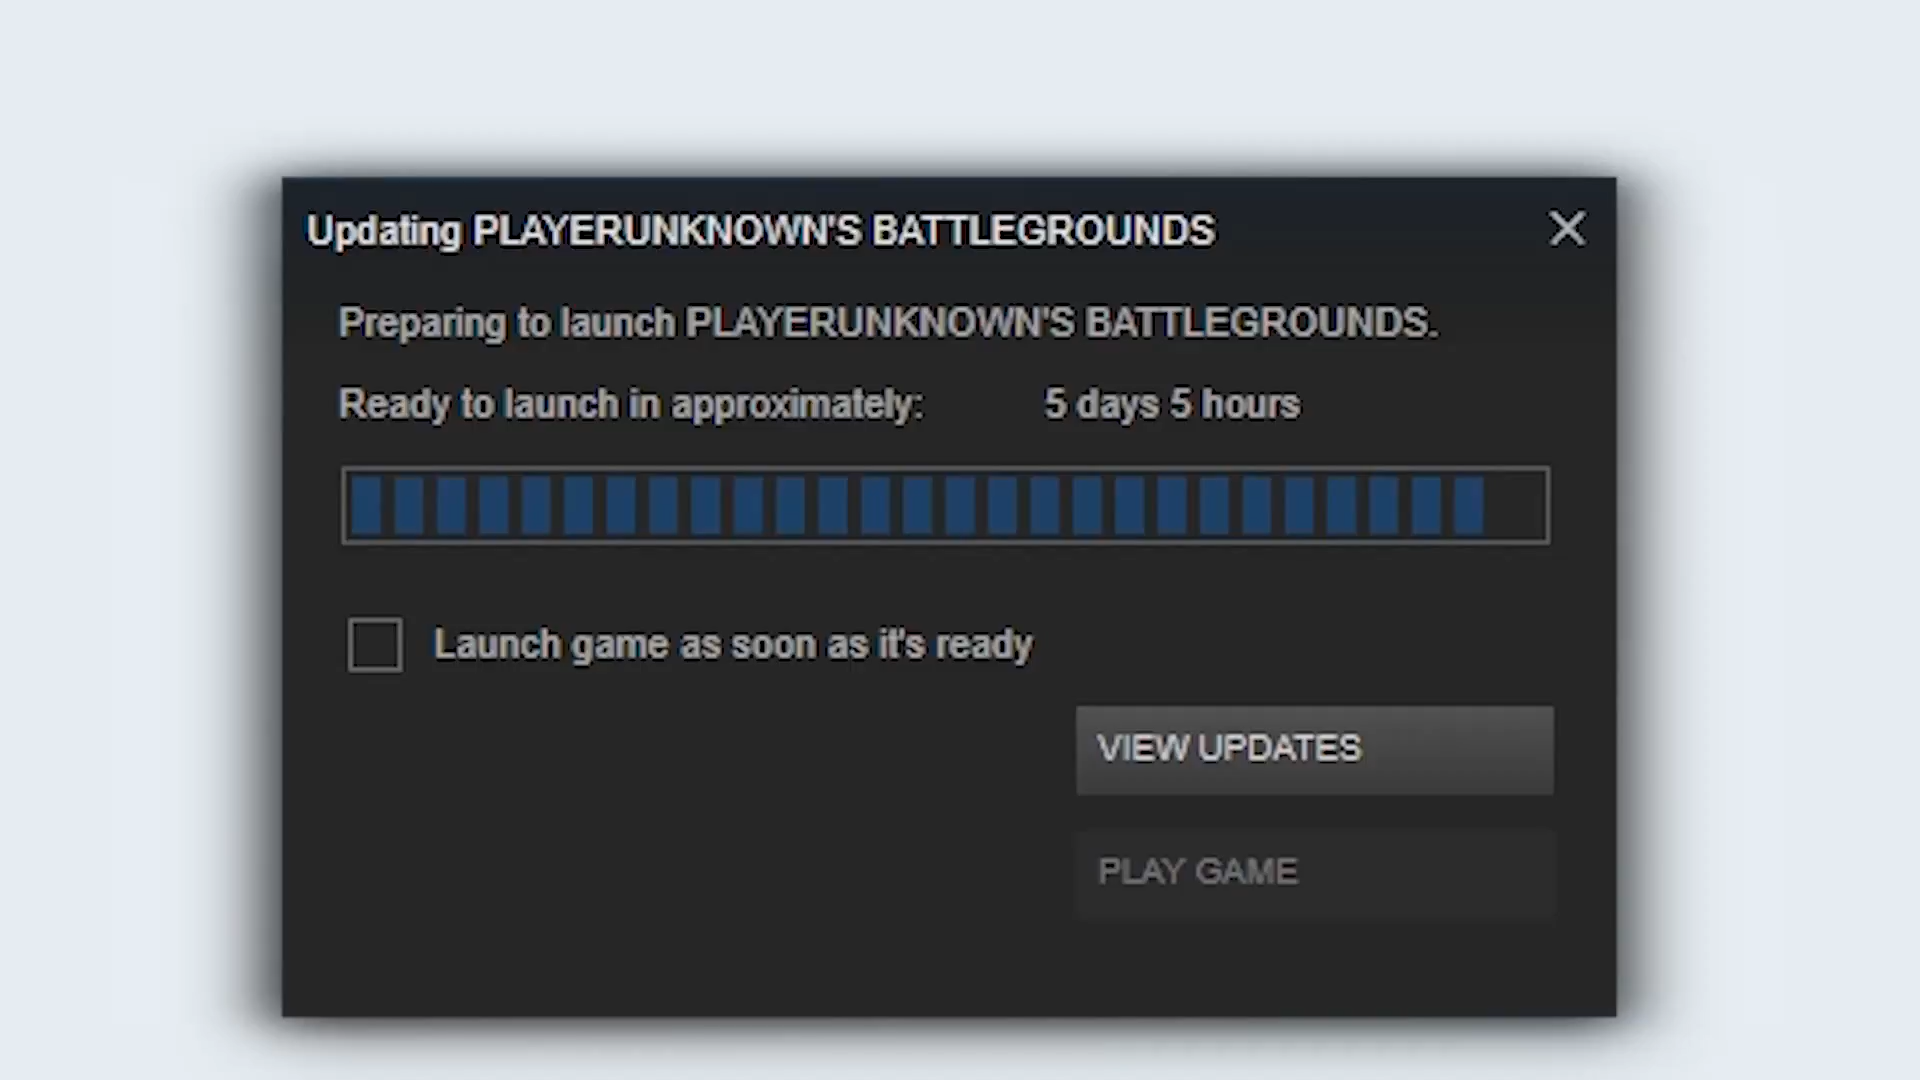 Updating PLAYERUNKNOWN'S BATTLEGROUNDS
Preparing to launch PLAYERUNKNOWN'S BATTLEGROUNDS.
Ready to launch in approximately: 5 days 5 hours
Launch game as soon as it's ready
VIEW UPDATES
PLAY GAME